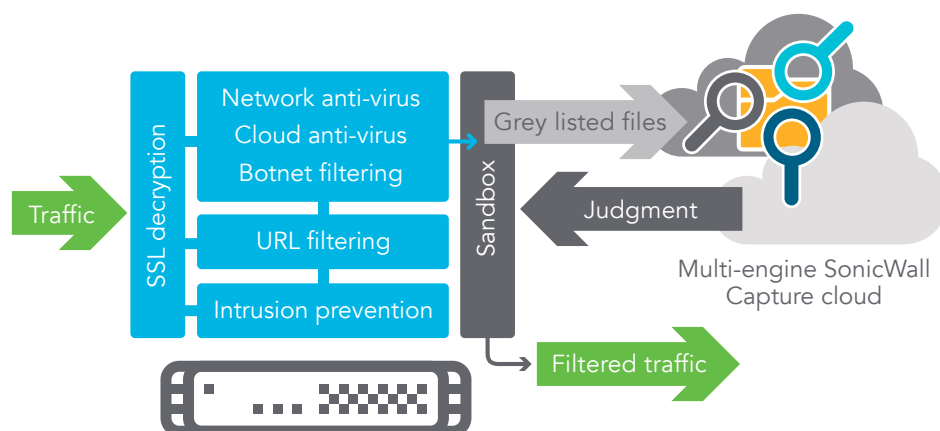 Traffic
SSL decryption
Network anti-virus
Cloud anti-virus
Botnet filtering
URL filtering
Intrusion prevention
Sandbox
Grey listed files
Judgment
Multi-engine SonicWall
Capture cloud
Filtered traffic